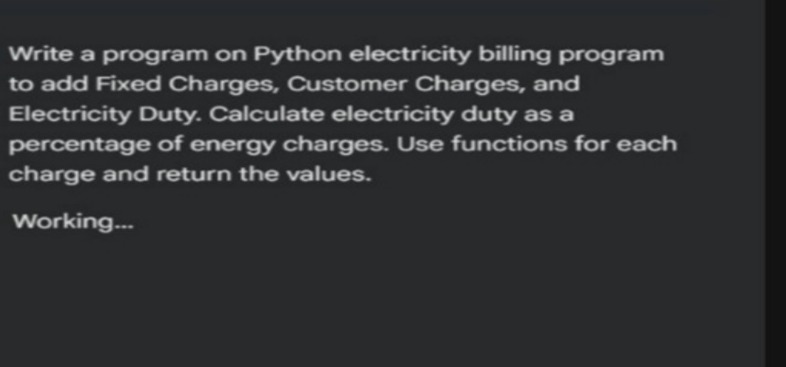 Write a program on Python electricity billing program
to add Fixed Charges, Customer Charges, and
Electricity Duty. Calculate electricity duty as a
percentage of energy charges. Use functions for each
charge and return the values.
Working...